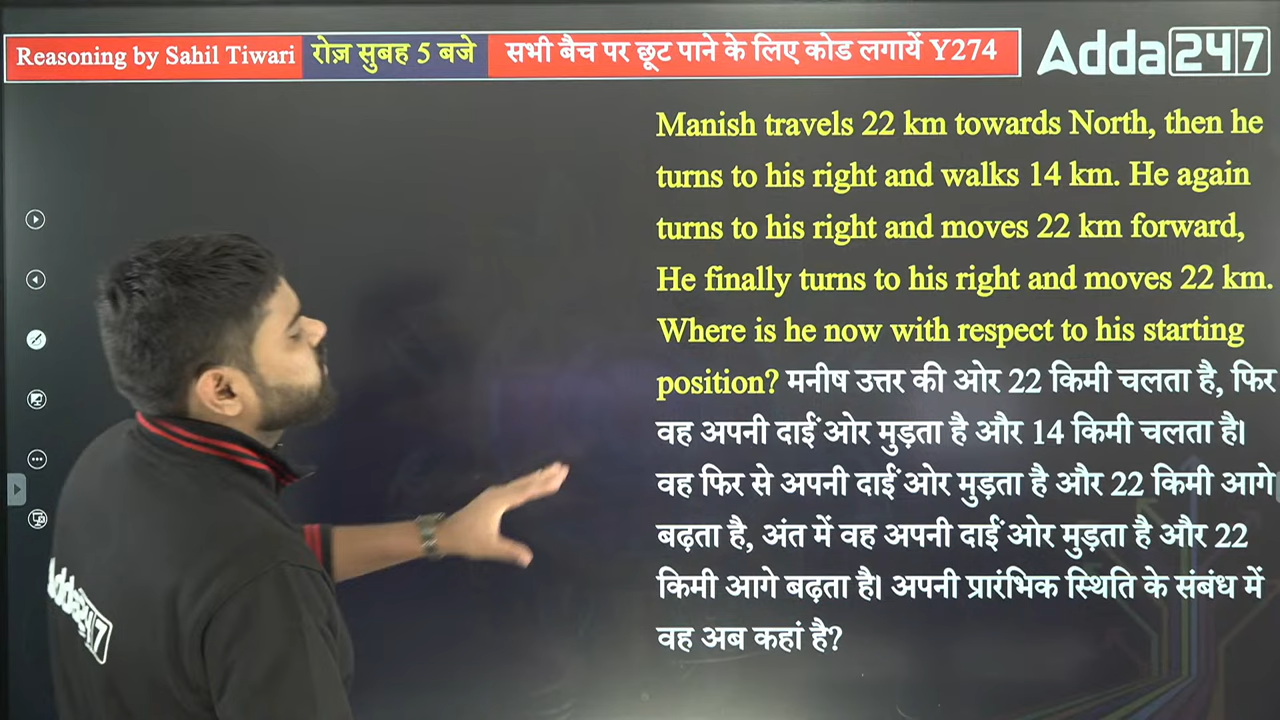 Reasoning by Sahil Tiwari रोज़ सुबह 5 बजे सभी बैच पर छूट पाने के लिए कोड लगायें Y274 Adda247
Manish travels 22 km towards North, then he
turns to his right and walks 14 km. He again
turns to his right and moves 22 km forward,
He finally turns to his right and moves 22 km.
Where is he now with respect to his starting
position? मनीष उत्तर की ओर 22 किमी चलता है, फिर
वह अपनी दाईं ओर मुड़ता है और 14 किमी चलता है।
वह फिर से अपनी दाईं ओर मुड़ता है और 22 किमी आगे
बढ़ता है, अंत में वह अपनी दाईं ओर मुड़ता है और 22
किमी आगे बढ़ता है। अपनी प्रारंभिक स्थिति के संबंध में
वह अब कहां है?
Adda247